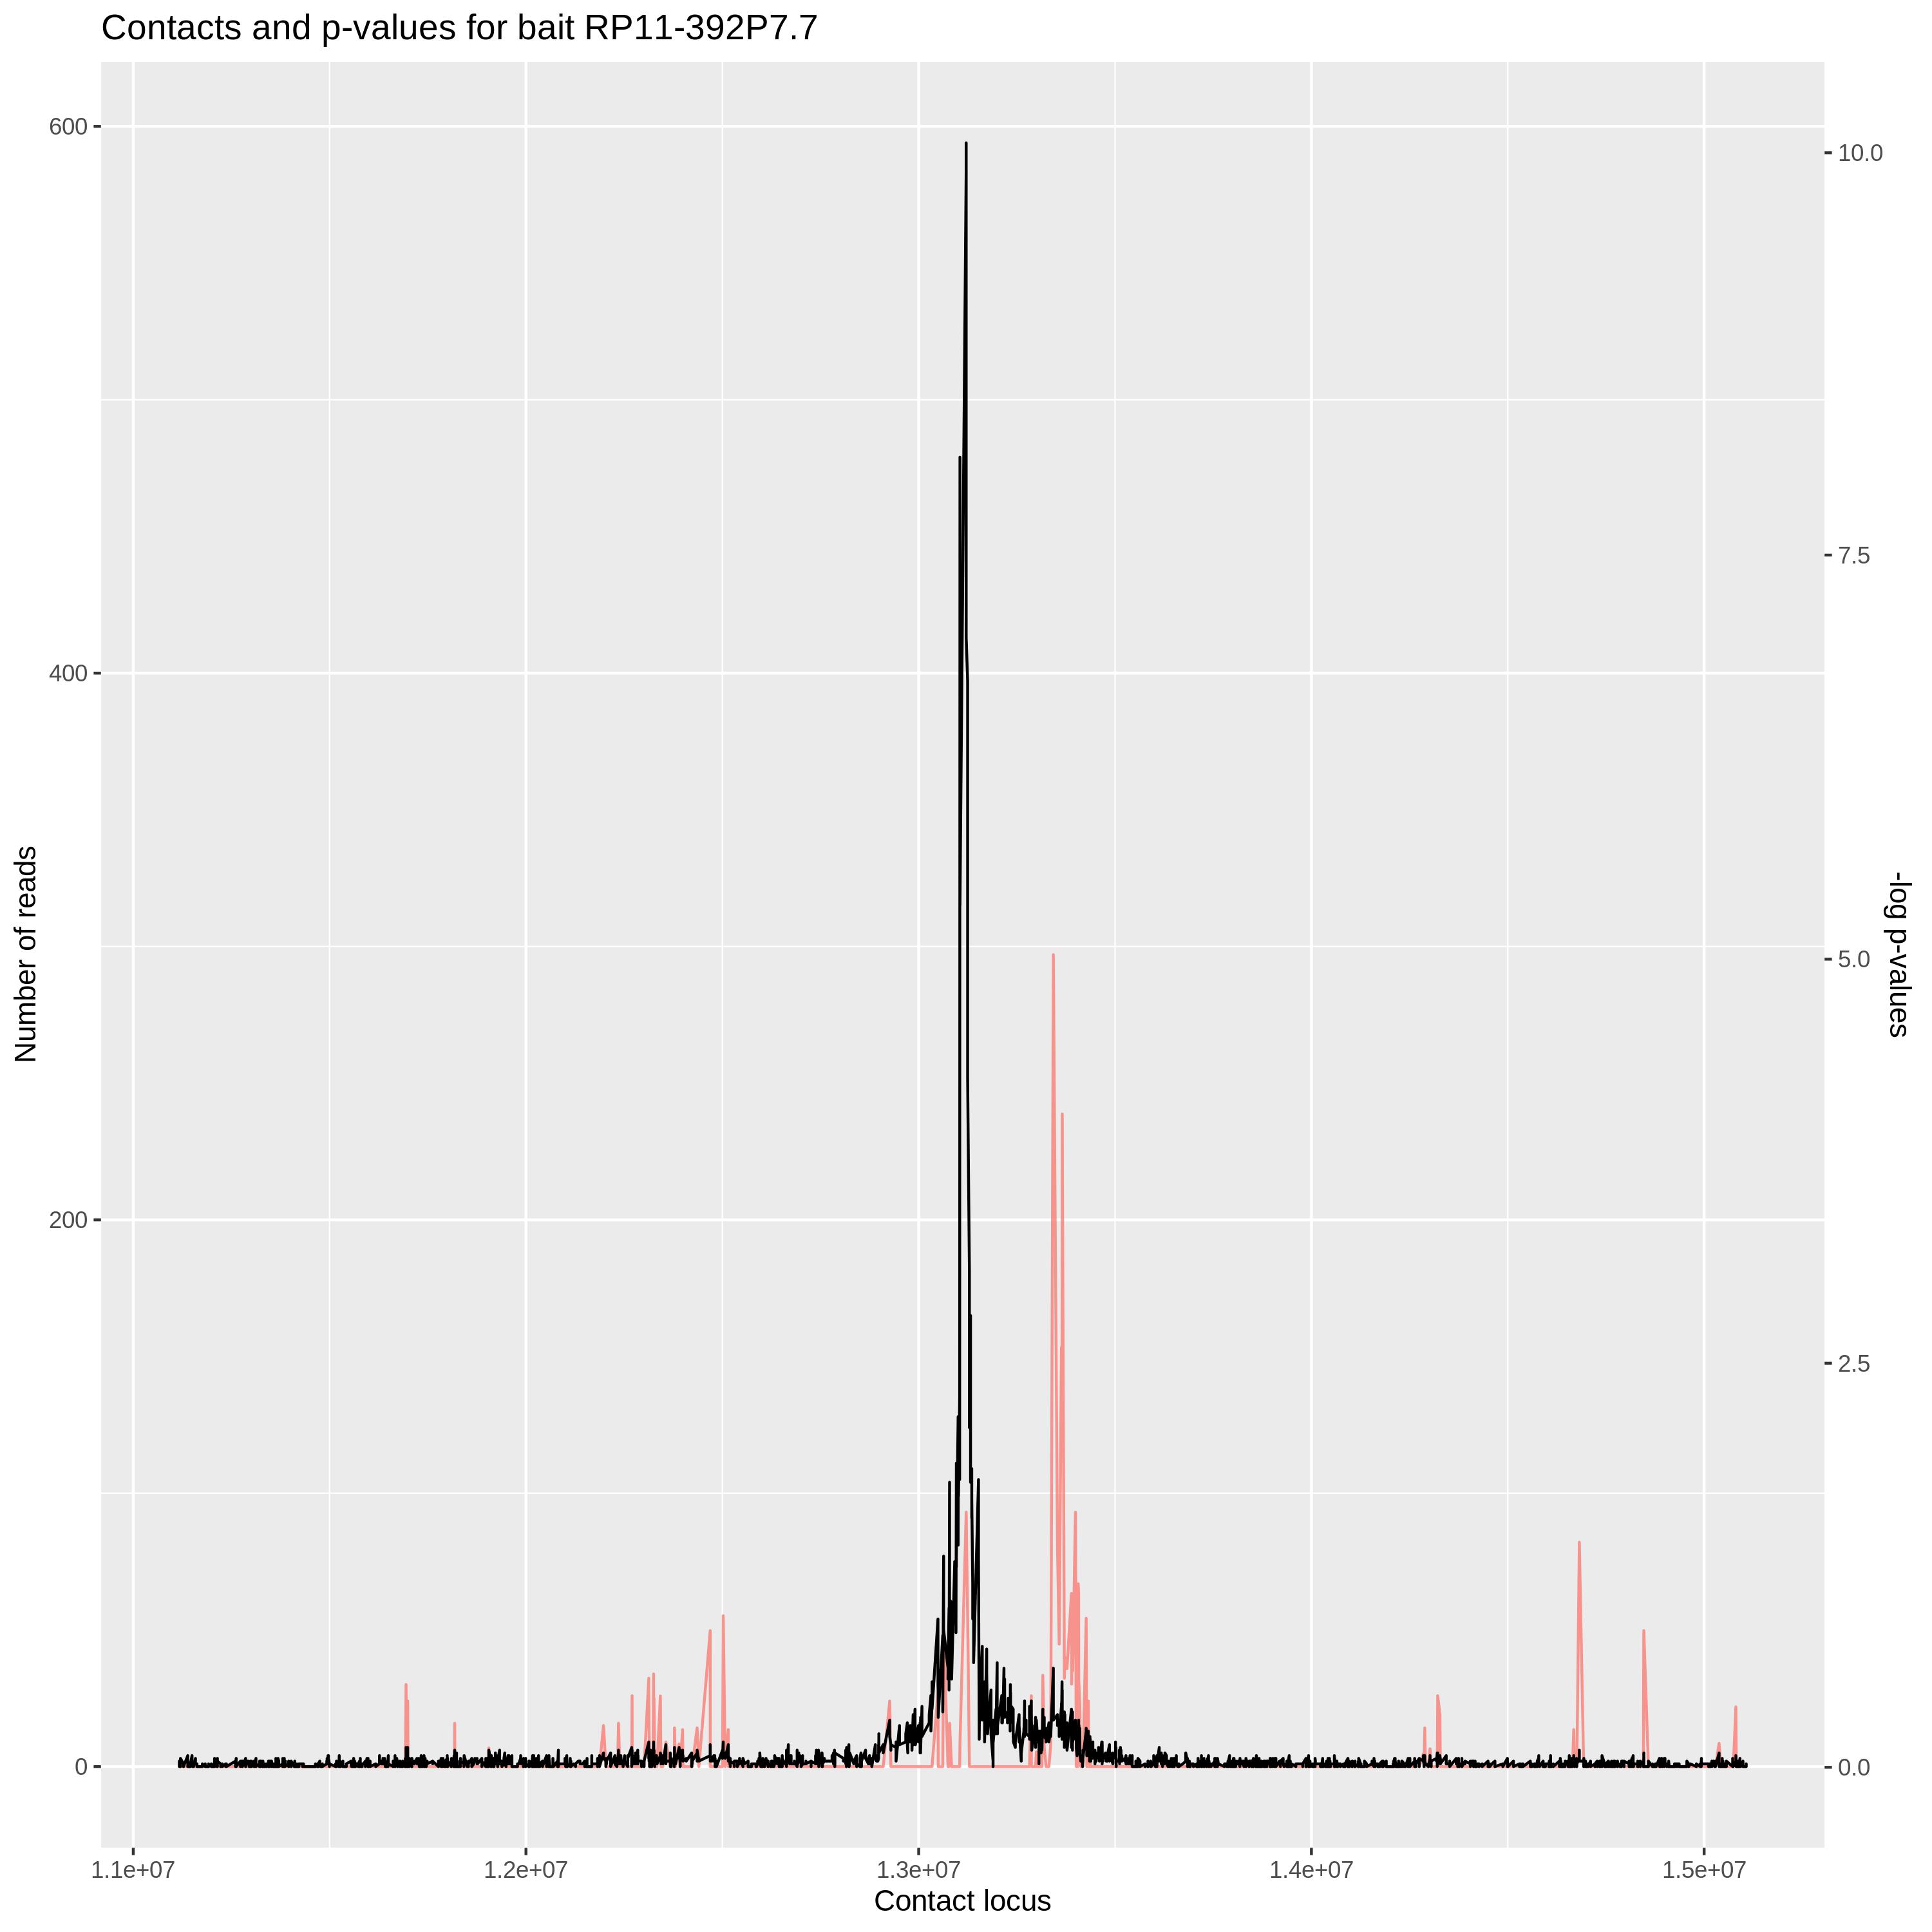 Contacts and p-values for bait RP11-392P7.7
600
400
200
0
Number of reads
10.0
7.5
5.0
2.5
0.0
-log p-values
1.1e+07
1.2e+07
1.3e+07
1.4e+07
1.5e+07
Contact locus